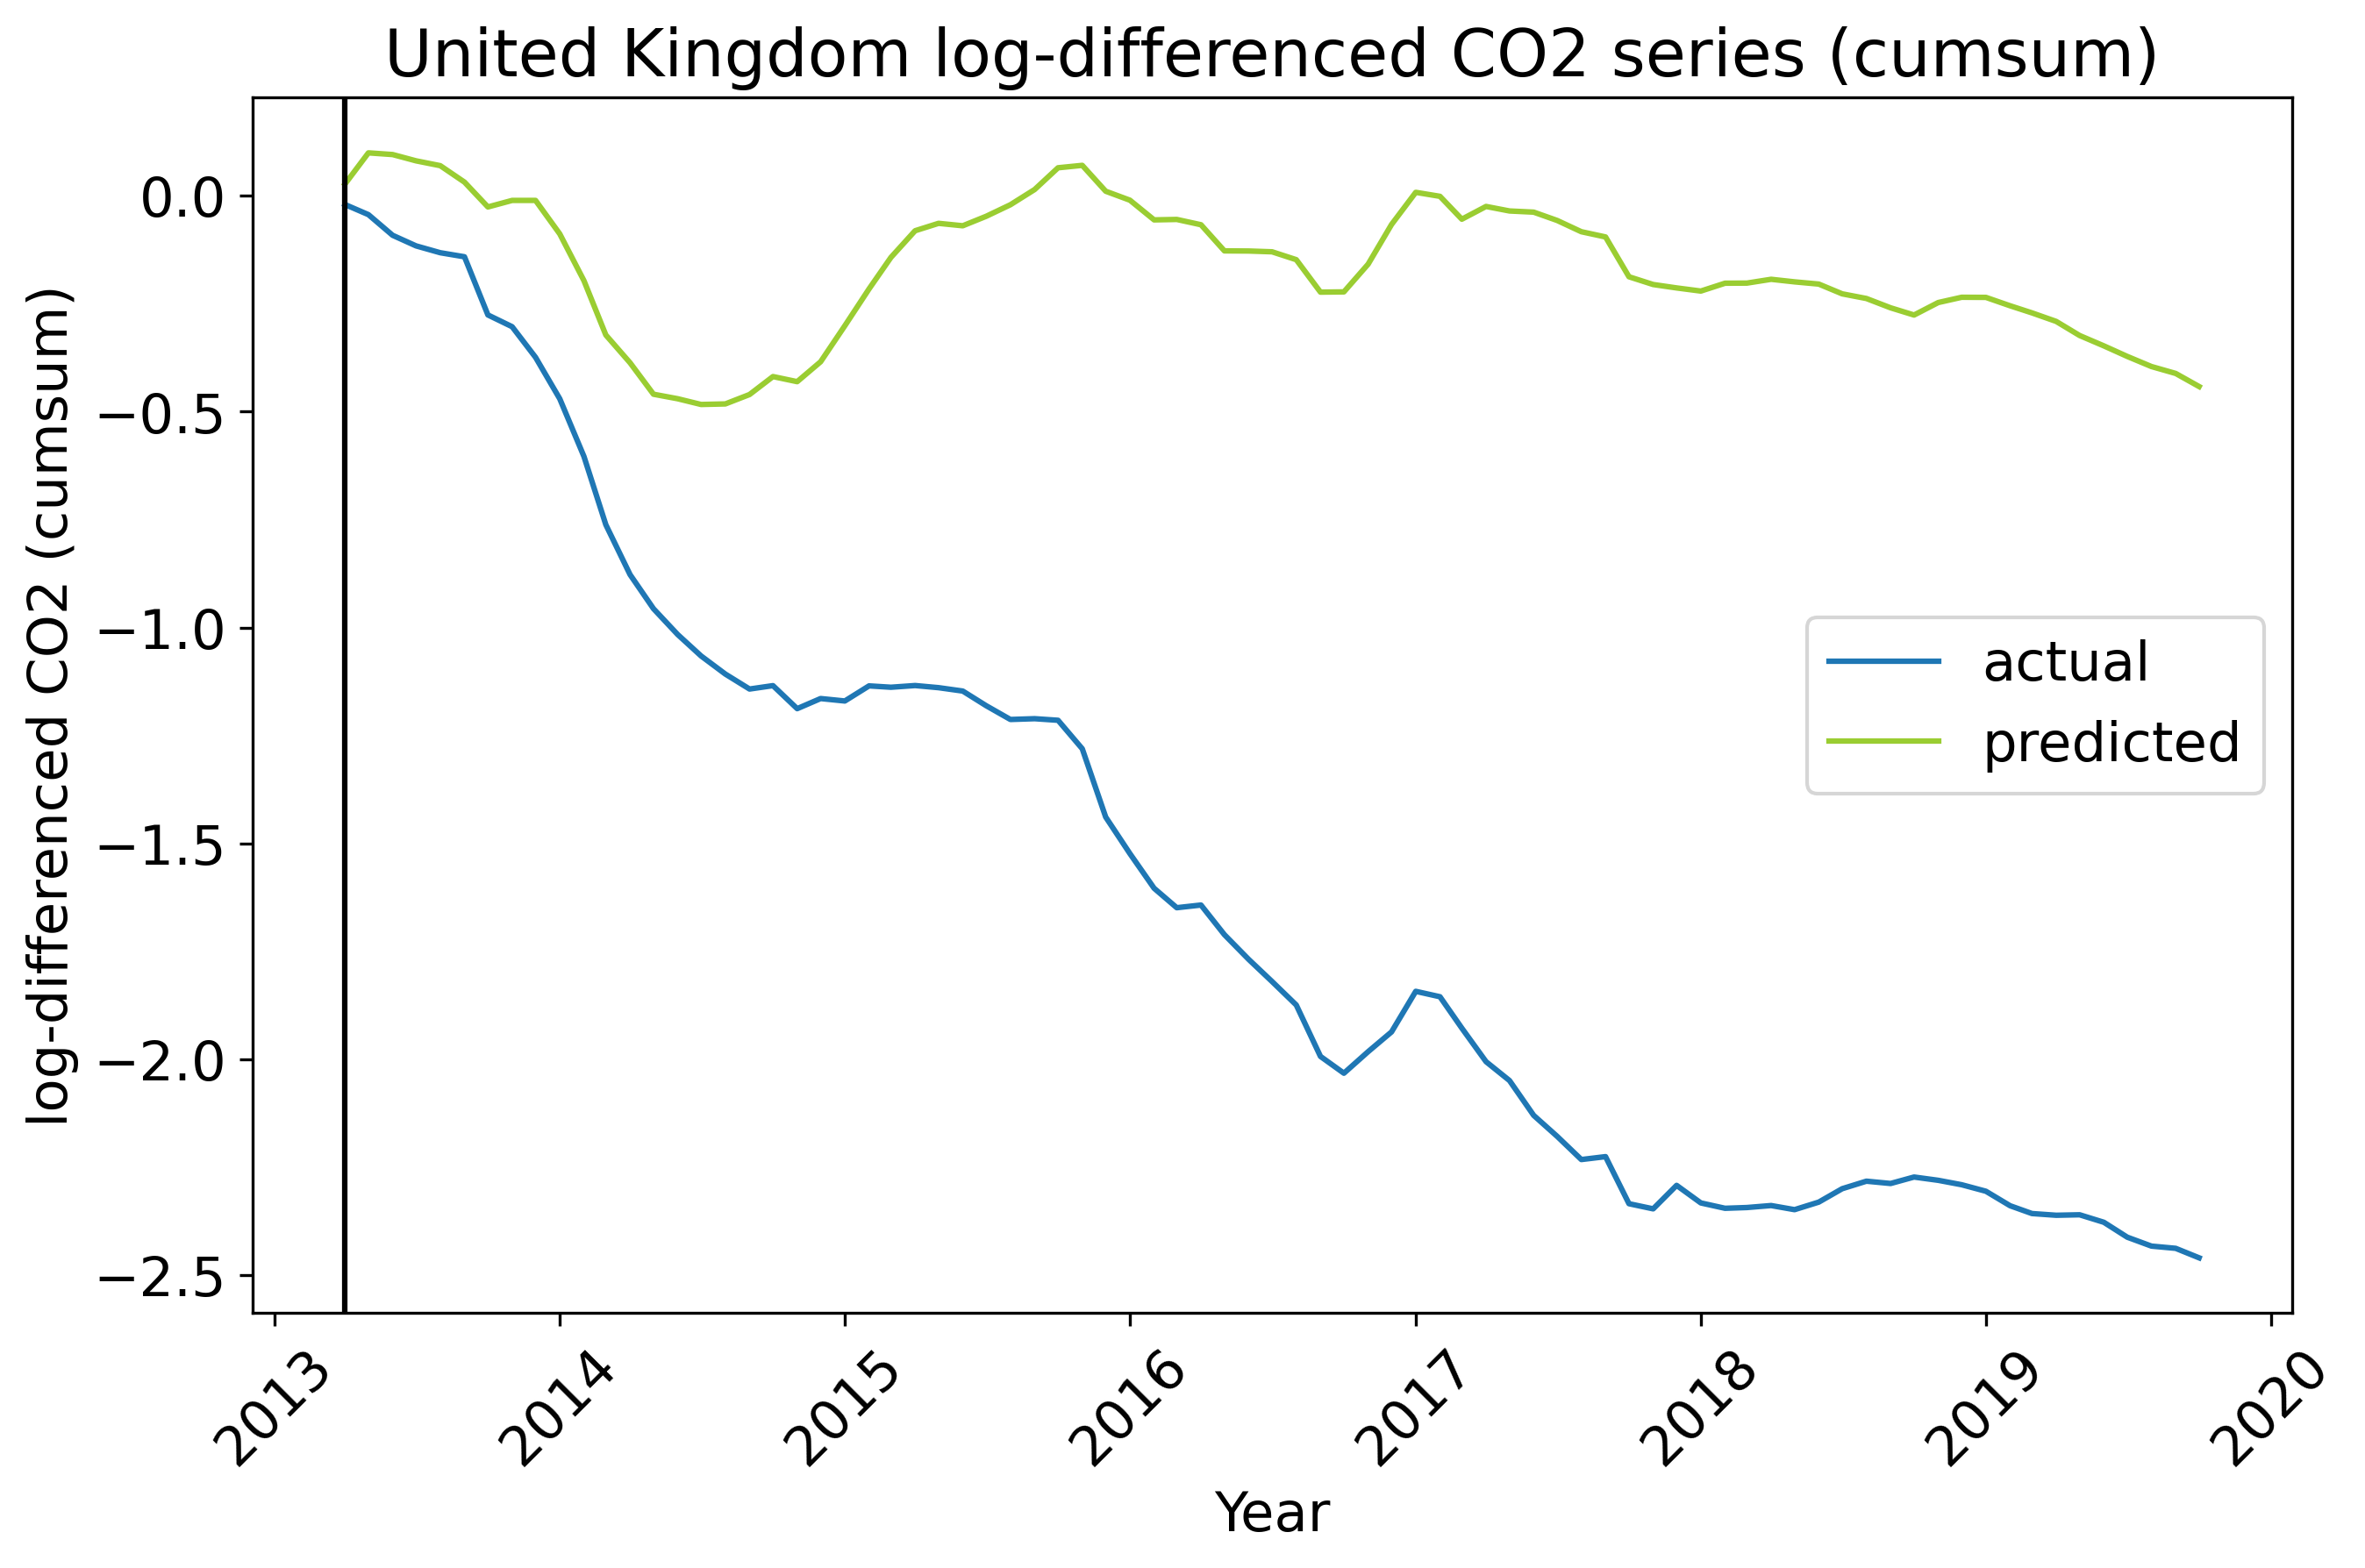 United Kingdom log-differenced CO2 series (cumsum)
log-differenced CO2 (cumsum)
0.0
−0.5
−1.0
−1.5
−2.0
−2.5
actual
predicted
2013
2014
2015
2016
2017
2018
2019
2020
Year